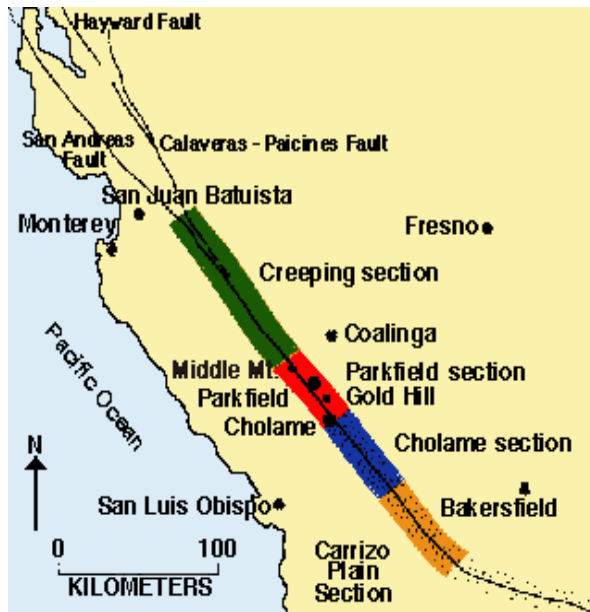 Hayward Fault
San Andreas
Fault
Calaveras - Paicines Fault
San Juan Batuista
Monterey
Fresno
Creeping section
Pacific Ocean
Coalinga
Middle Mt.
Parkfield section
Parkfield
Gold Hill
Cholame
Cholame section
N
San Luis Obispo
Bakersfield
0 100
KILOMETERS
Carrizo
Plain
Section